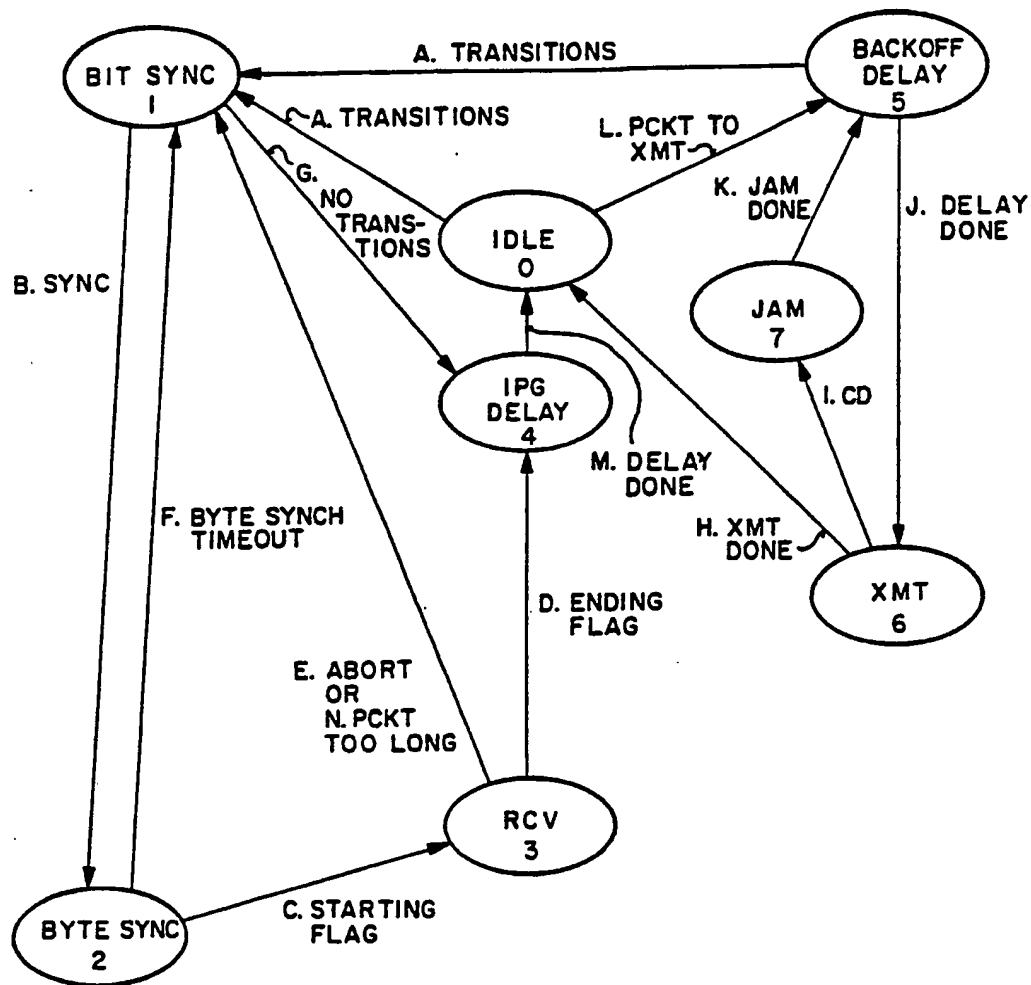 A. TRANSITIONS
BIT SYNC
1
BACKOFF
DELAY
5
A. TRANSITIONS
L. PCKT TO
XMT
G.
NO
TRANS-
TIONS
K. JAM
DONE
J. DELAY
DONE
IDLE
0
B. SYNC
JAM
7
IPG
DELAY
4
I. CD
M. DELAY
DONE
F. BYTE SYNCH
TIMEOUT
H. XMT
DONE
XMT
6
D. ENDING
FLAG
E. ABORT
OR
N. PCKT
TOO LONG
RCV
3
C. STARTING
FLAG
BYTE SYNC
2